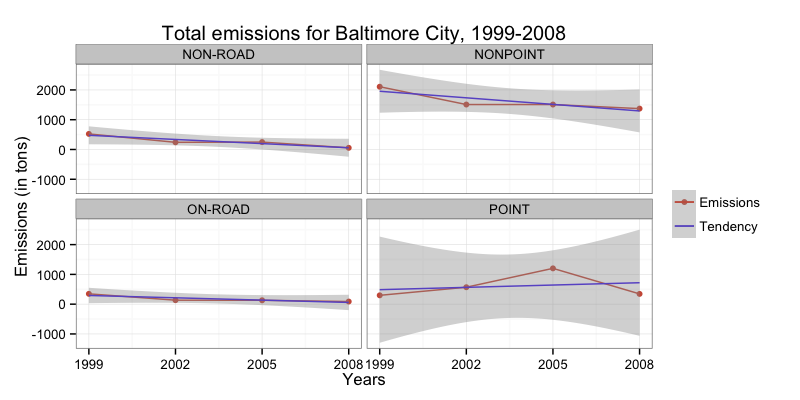 Total emissions for Baltimore City, 1999-2008
NON-ROAD
NONPOINT
2000
1000
0
-1000
ON-ROAD
POINT
2000
1000
0
-1000
Emissions (in tons)
1999 2002 2005 2008 1999 2002 2005 2008
Years
Emissions
Tendency